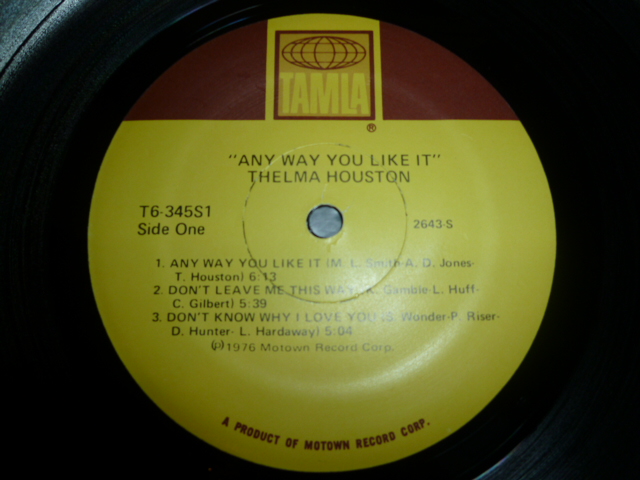 TAMLA
®
"ANY WAY YOU LIKE IT"
THELMA HOUSTON
T6-345S1
Side One
2643-S
1. ANY WAY YOU LIKE IT (M. L. Smith-A. D. Jones-
T. Houston) 6:13
2. DON'T LEAVE ME THIS WAY(K. Gamble-L. Huff-
C. Gilbert) 5:39
3. DON'T KNOW WHY I LOVE YOU (S. Wonder-P. Riser-
D. Hunter- L. Hardaway) 5:04
℗1976 Motown Record Corp.
A PRODUCT OF MOTOWN RECORD CORP.